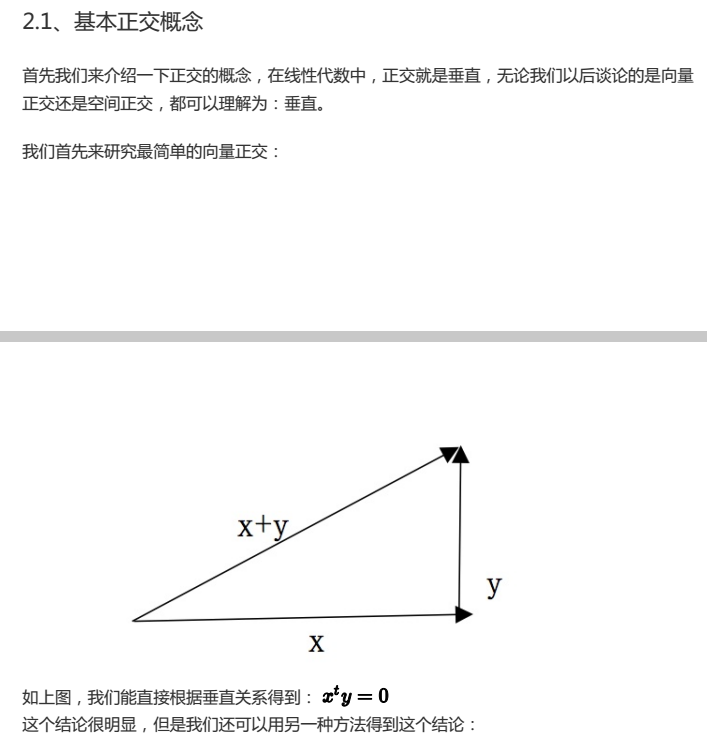 2.1、基本正交概念
首先我们来介绍一下正交的概念，在线性代数中，正交就是垂直，无论我们以后谈论的是向量
正交还是空间正交，都可以理解为：垂直。
我们首先来研究最简单的向量正交：
x+y
y
x
如上图，我们能直接根据垂直关系得到： xᵗy = 0
这个结论很明显，但是我们还可以用另一种方法得到这个结论：